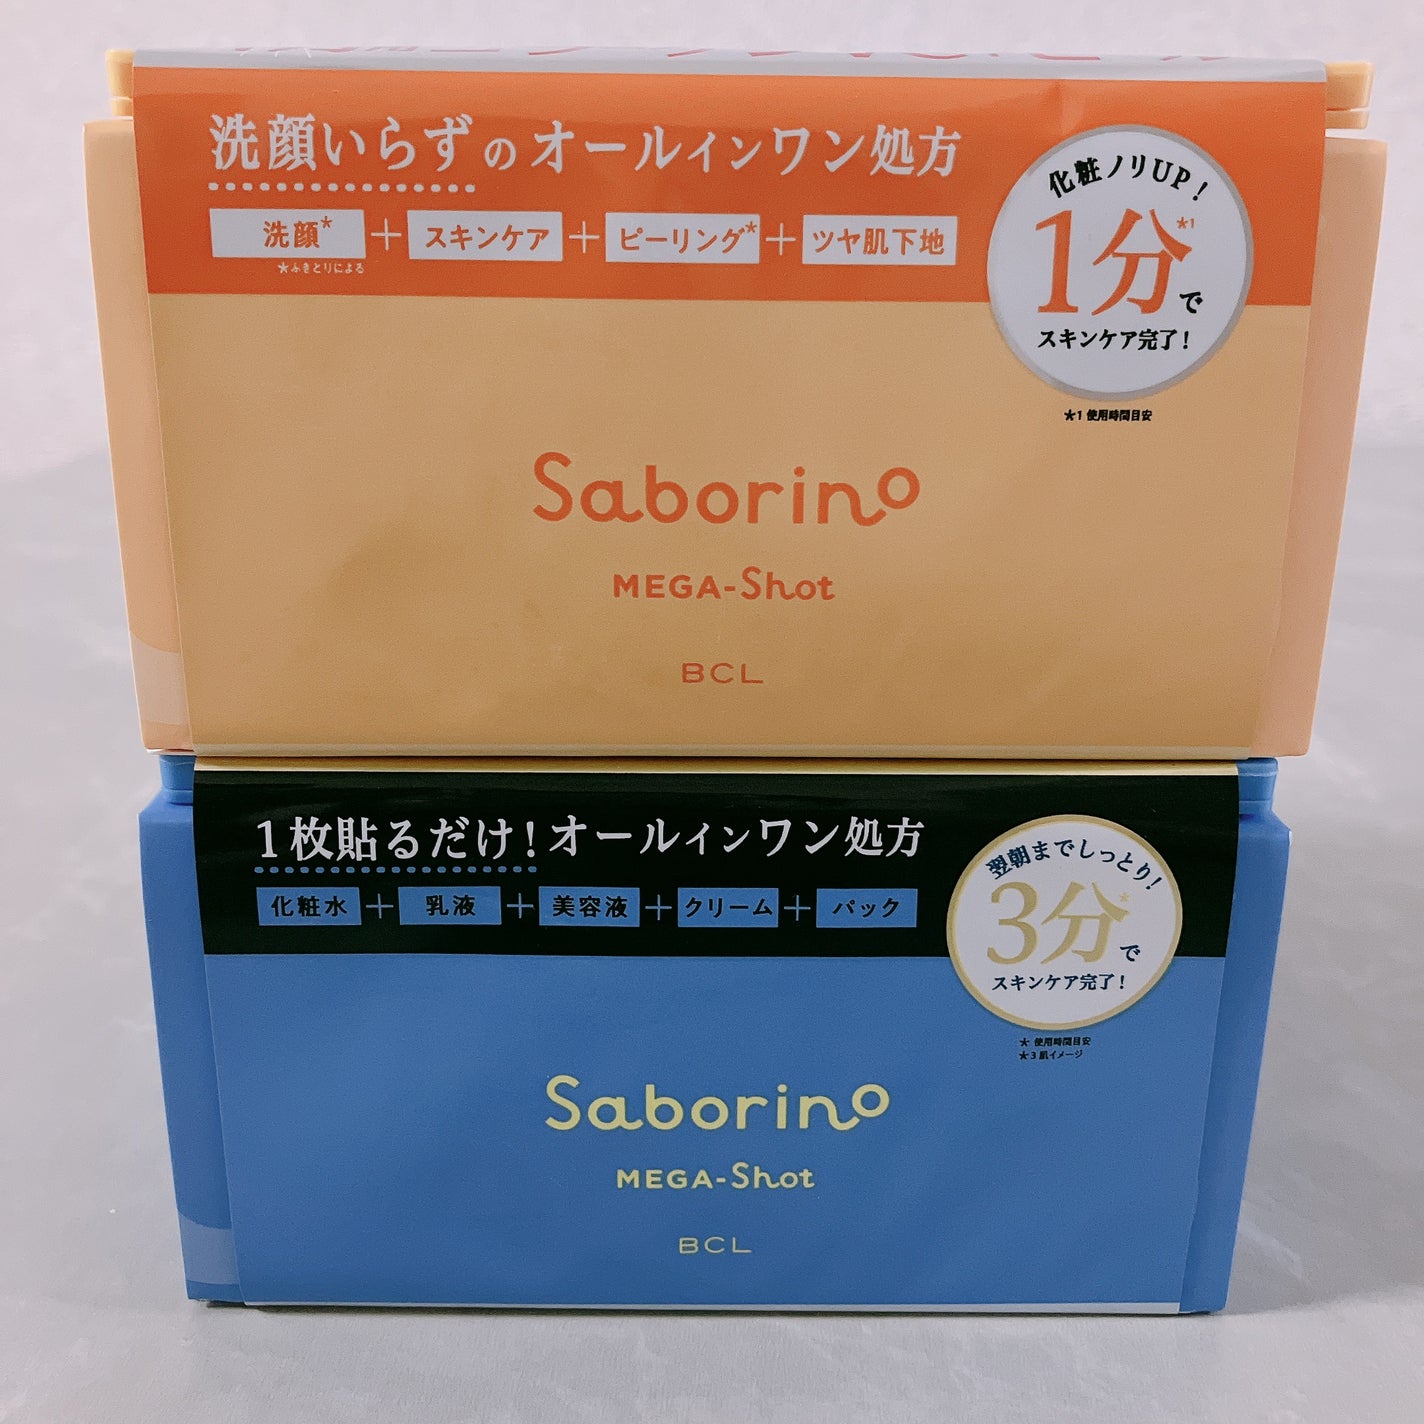 洗顔いらずのオールインワン処方
洗顔*+スキンケア+ピーリング*+ツヤ肌下地
*ふきとりによる
化粧ノリUP!
1分*1で
スキンケア完了!
*1 使用時間目安
Saborino
MEGA-Shot
BCL
1枚貼るだけ!オールインワン処方
化粧水+乳液+美容液+クリーム+パック
翌朝までしっとり!
3分*で
スキンケア完了!
* 使用時間目安
*3 肌イメージ
Saborino
MEGA-Shot
BCL